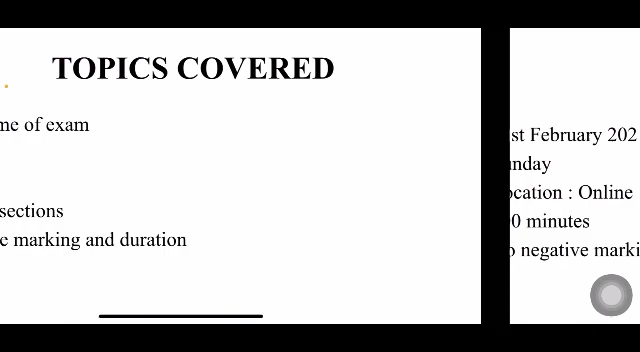 TOPICS COVERED
me of exam
sections
marking and duration
st February 202
nday
ocation : Online
0 minutes
negative marki